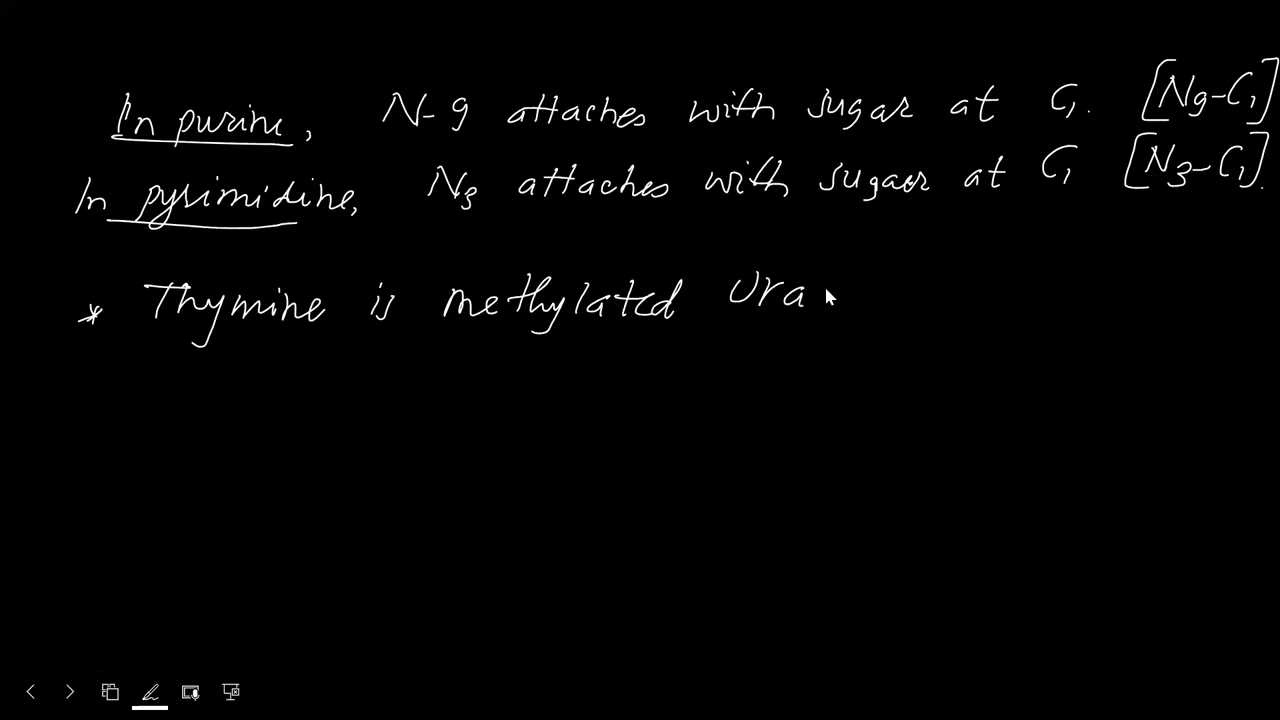 In purine, N-9 attaches with sugar at C₁. [N9-C₁]
In pyrimidine, N₃ attaches with sugar at C₁ [N3-C₁].
* Thymine is methylated Ura